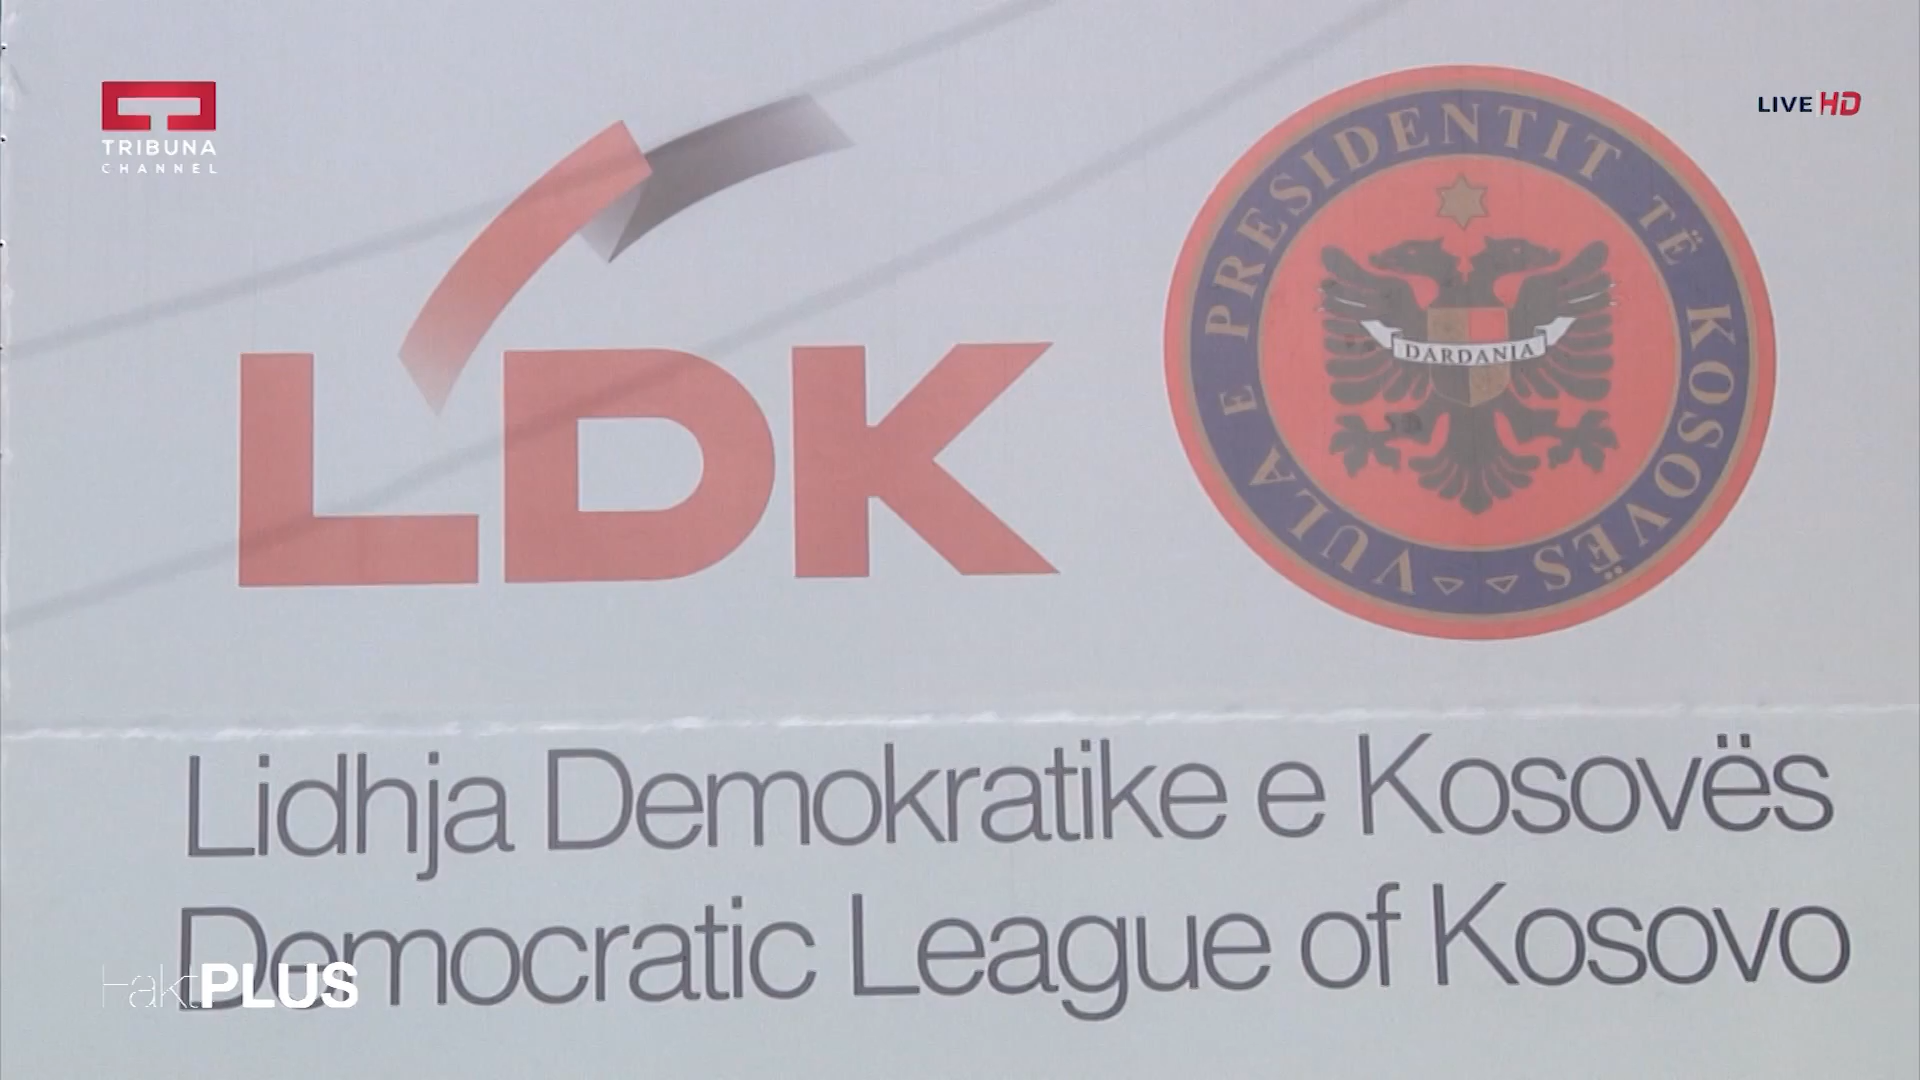 TRIBUNA
CHANNEL
LIVE HD
LDK
VULA E PRESIDENTIT TË KOSOVËS
DARDANIA
Lidhja Demokratike e Kosovës
Democratic League of Kosovo
FaktPLUS